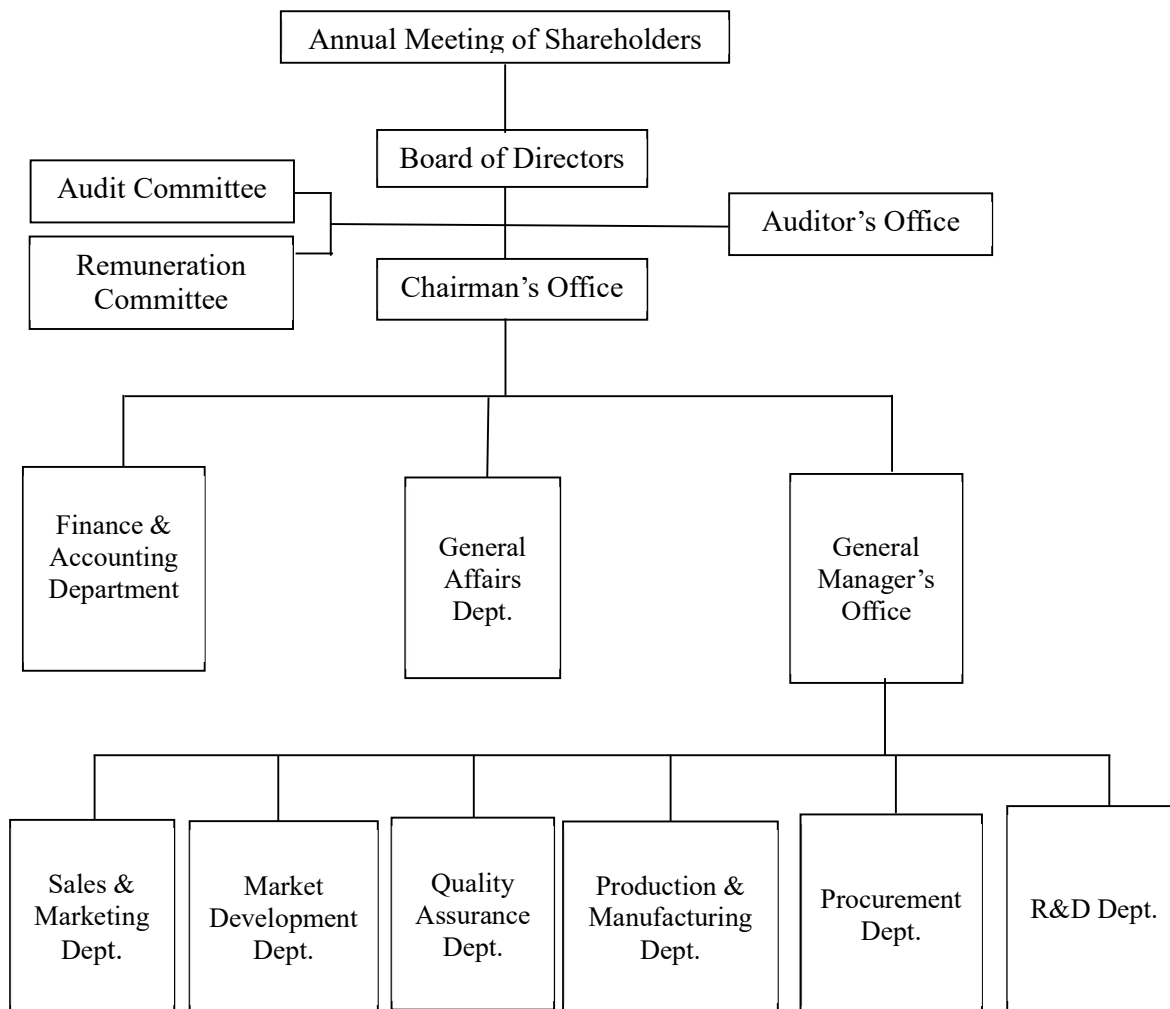 Annual Meeting of Shareholders
Board of Directors
Audit Committee
Auditor’s Office
Remuneration
Committee
Chairman’s Office
Finance &
Accounting
Department
General
Affairs
Dept.
General
Manager’s
Office
Sales &
Marketing
Dept.
Market
Development
Dept.
Quality
Assurance
Dept.
Production &
Manufacturing
Dept.
Procurement
Dept.
R&D Dept.